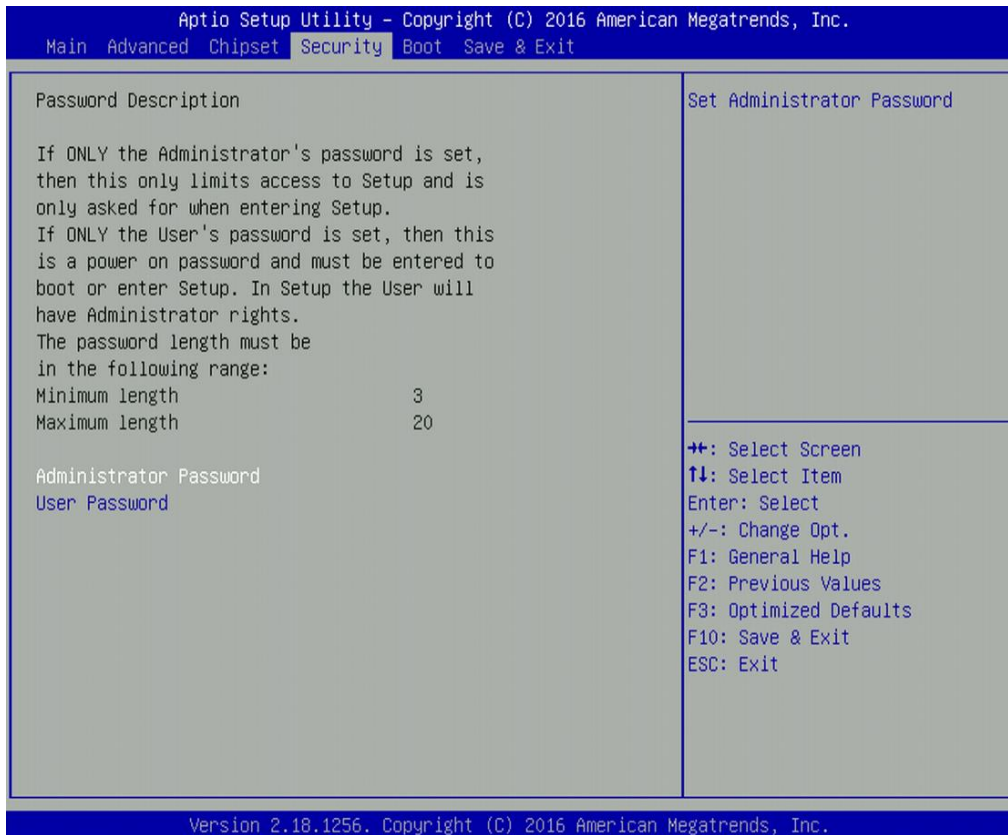 Aptio Setup Utility – Copyright (C) 2016 American Megatrends, Inc.
Main Advanced Chipset Security Boot Save & Exit
Password Description
If ONLY the Administrator's password is set,
then this only limits access to Setup and is
only asked for when entering Setup.
If ONLY the User's password is set, then this
is a power on password and must be entered to
boot or enter Setup. In Setup the User will
have Administrator rights.
The password length must be
in the following range:
Minimum length 3
Maximum length 20
Administrator Password
User Password
Set Administrator Password
→←: Select Screen
↑↓: Select Item
Enter: Select
+/-: Change Opt.
F1: General Help
F2: Previous Values
F3: Optimized Defaults
F10: Save & Exit
ESC: Exit
Version 2.18.1256. Copyright (C) 2016 American Megatrends, Inc.